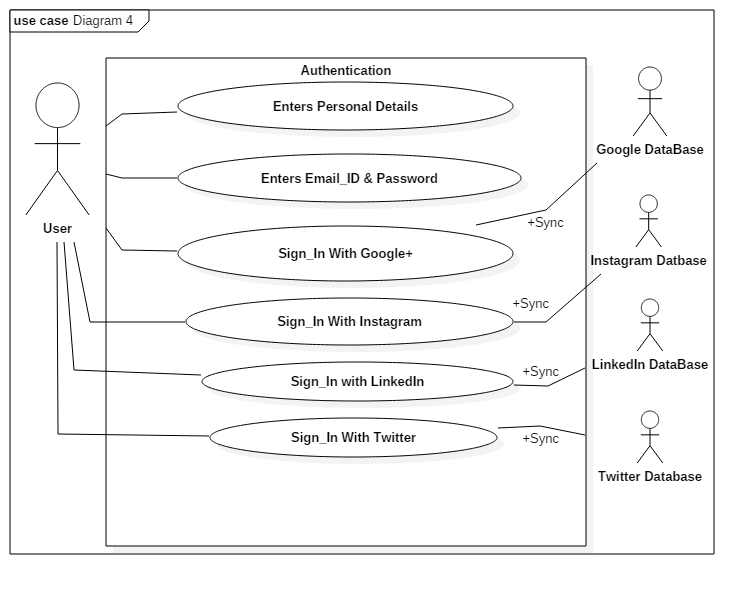 use case Diagram 4
Authentication
Enters Personal Details
Google DataBase
Enters Email_ID & Password
+Sync
User
Sign_In With Google+
Instagram Datbase
+Sync
Sign_In With Instagram
LinkedIn DataBase
+Sync
Sign_In with LinkedIn
Sign_In With Twitter
+Sync
Twitter Database